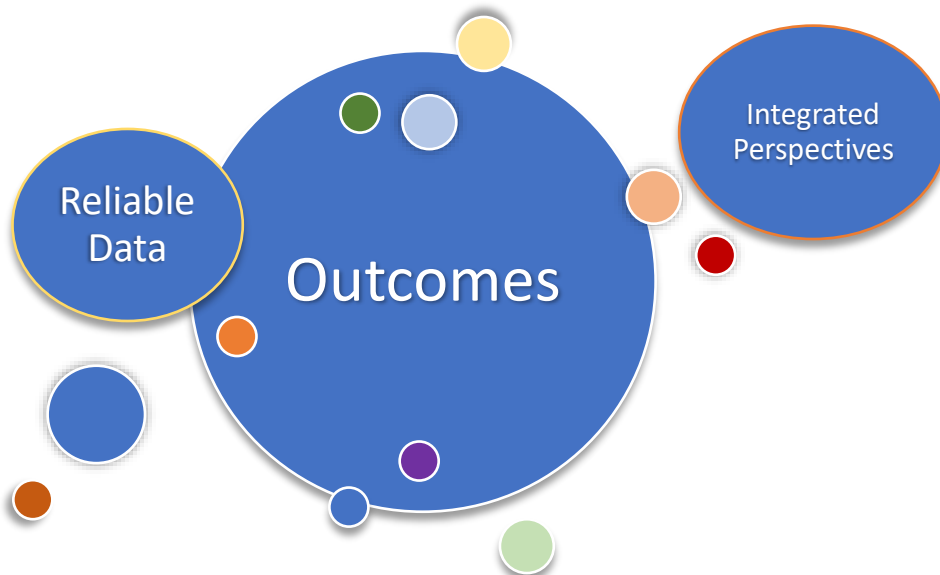 Integrated
Perspectives
Reliable
Data
Outcomes